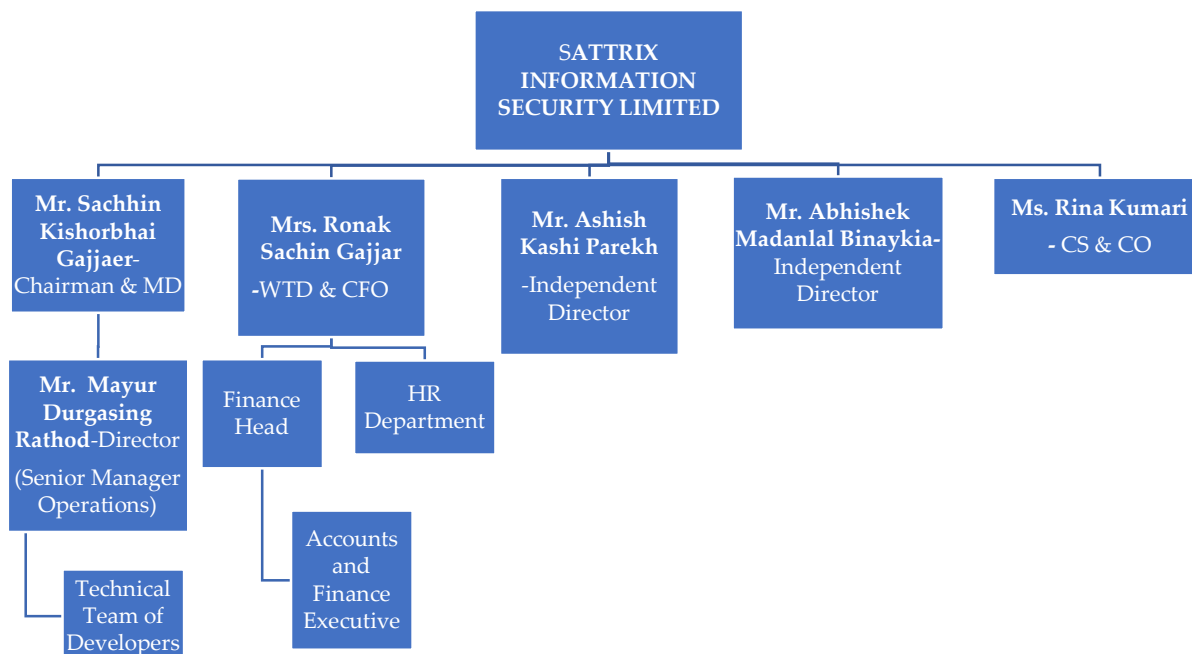 SATTRIX
INFORMATION
SECURITY LIMITED
Mr. Sachhin
Kishorbhai
Gajjaer-
Chairman & MD
Mrs. Ronak
Sachin Gajjar
-WTD & CFO
Mr. Ashish
Kashi Parekh
-Independent
Director
Mr. Abhishek
Madanlal Binaykia-
Independent
Director
Ms. Rina Kumari
- CS & CO
Mr. Mayur
Durgasing
Rathod-Director
(Senior Manager
Operations)
Finance
Head
HR
Department
Technical
Team of
Developers
Accounts
and
Finance
Executive